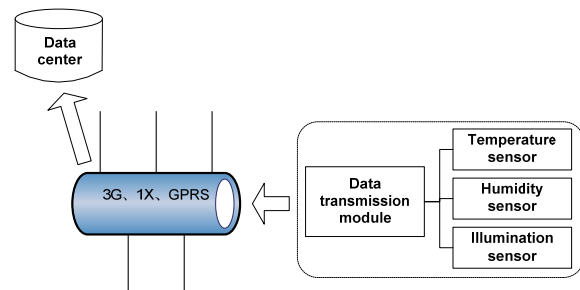 Data
center
3G、1X、GPRS
Data
transmission
module
Temperature
sensor
Humidity
sensor
Illumination
sensor